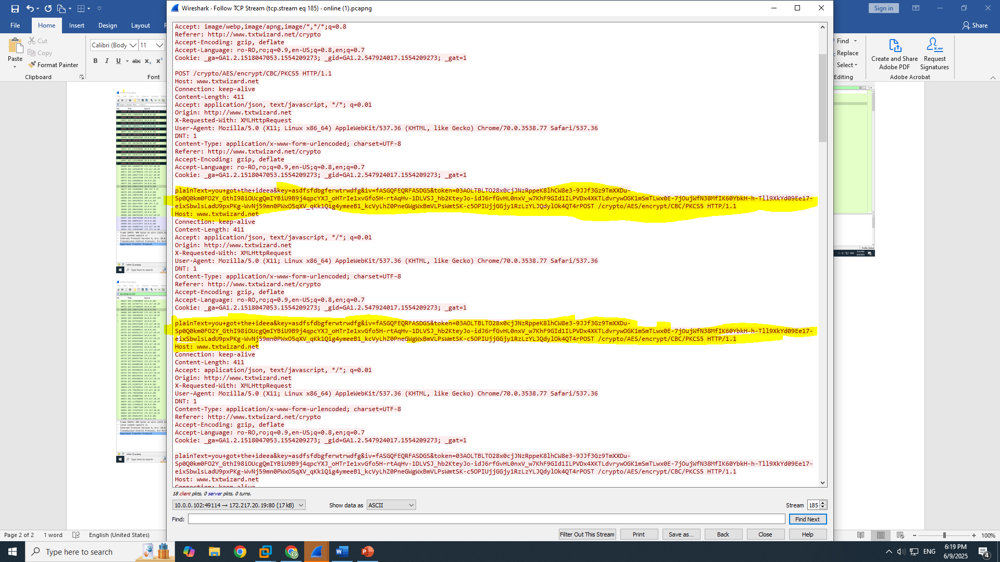 Wireshark · Follow TCP Stream (tcp.stream eq 185) · online (1).pcapng
Sign in
File
Home
Insert
Design
Layout
Share
Paste
Cut
Copy
Format Painter
Clipboard
Calibri (Body
11
Font
Find
Replace
Select
Editing
Create and Share
Adobe PDF
Request
Signatures
Adobe Acrobat
Accept: image/webp,image/apng,image/*,*/*;q=0.8
Referer: http://www.txtwizard.net/crypto
Accept-Encoding: gzip, deflate
Accept-Language: ro-RO,ro;q=0.9,en-US;q=0.8,en;q=0.7
Cookie: _ga=GA1.2.1518047053.1554209273; _gid=GA1.2.547924017.1554209273; _gat=1
POST /crypto/AES/encrypt/CBC/PKCS5 HTTP/1.1
Host: www.txtwizard.net
Connection: keep-alive
Content-Length: 411
Accept: application/json, text/javascript, */*; q=0.01
Origin: http://www.txtwizard.net
X-Requested-With: XMLHttpRequest
User-Agent: Mozilla/5.0 (X11; Linux x86_64) AppleWebKit/537.36 (KHTML, like Gecko) Chrome/70.0.3538.77 Safari/537.36
DNT: 1
Content-Type: application/x-www-form-urlencoded; charset=UTF-8
Referer: http://www.txtwizard.net/crypto
Accept-Encoding: gzip, deflate
Accept-Language: ro-RO,ro;q=0.9,en-US;q=0.8,en;q=0.7
Cookie: _ga=GA1.2.1518047053.1554209273; _gid=GA1.2.547924017.1554209273; _gat=1
plainText=you+got+the+ideea&key=asdfsfdbgferwtrwdfg&iv=fASGQFEQRFASDGS&token=03AOLTBLTO28x0cjJNzRppeK8lhCW8e3-9JJf3Gz9TmXXDu-
Sp0Q0km0FO2Y_GthI98iOUcgQmIYBiU9B9j4qpcYXJ_oHTrIe1xvGfo5H-rtAqHv-1DLVSJ_hb2KteyJo-idJ6rfGvHL0nxV_w7KhF9GId1ILPVDx4XKTLdvrywOGK1mSmTLwx0E-7jOujWfN38MfIK60YbkH-h-Tll9XkYd09Ee17-
eixSbwlsLadU9pxPKg-WvNj59mn0PWxO5qXV_qKk1Qig4ymeeB1_kcVyLhZ0PneGWgWxBmVLPsWmtSK-c5OPIUjjGGjy1RzLzYLJQdylOk4QT4rPOST /crypto/AES/encrypt/CBC/PKCS5 HTTP/1.1
Host: www.txtwizard.net
Connection: keep-alive
Content-Length: 411
Accept: application/json, text/javascript, */*; q=0.01
Origin: http://www.txtwizard.net
X-Requested-With: XMLHttpRequest
User-Agent: Mozilla/5.0 (X11; Linux x86_64) AppleWebKit/537.36 (KHTML, like Gecko) Chrome/70.0.3538.77 Safari/537.36
DNT: 1
Content-Type: application/x-www-form-urlencoded; charset=UTF-8
Referer: http://www.txtwizard.net/crypto
Accept-Encoding: gzip, deflate
Accept-Language: ro-RO,ro;q=0.9,en-US;q=0.8,en;q=0.7
Cookie: _ga=GA1.2.1518047053.1554209273; _gid=GA1.2.547924017.1554209273; _gat=1
plainText=you+got+the+ideea&key=asdfsfdbgferwtrwdfg&iv=fASGQFEQRFASDGS&token=03AOLTBLTO28x0cjJNzRppeK8lhCW8e3-9JJf3Gz9TmXXDu-
Sp0Q0km0FO2Y_GthI98iOUcgQmIYBiU9B9j4qpcYXJ_oHTrIe1xvGfo5H-rtAqHv-1DLVSJ_hb2KteyJo-idJ6rfGvHL0nxV_w7KhF9GId1ILPVDx4XKTLdvrywOGK1mSmTLwx0E-7jOujWfN38MfIK60YbkH-h-Tll9XkYd09Ee17-
eixSbwlsLadU9pxPKg-WvNj59mn0PWxO5qXV_qKk1Qig4ymeeB1_kcVyLhZ0PneGWgWxBmVLPsWmtSK-c5OPIUjjGGjy1RzLzYLJQdylOk4QT4rPOST /crypto/AES/encrypt/CBC/PKCS5 HTTP/1.1
Host: www.txtwizard.net
Connection: keep-alive
Content-Length: 411
Accept: application/json, text/javascript, */*; q=0.01
Origin: http://www.txtwizard.net
X-Requested-With: XMLHttpRequest
User-Agent: Mozilla/5.0 (X11; Linux x86_64) AppleWebKit/537.36 (KHTML, like Gecko) Chrome/70.0.3538.77 Safari/537.36
DNT: 1
Content-Type: application/x-www-form-urlencoded; charset=UTF-8
Referer: http://www.txtwizard.net/crypto
Accept-Encoding: gzip, deflate
Accept-Language: ro-RO,ro;q=0.9,en-US;q=0.8,en;q=0.7
Cookie: _ga=GA1.2.1518047053.1554209273; _gid=GA1.2.547924017.1554209273; _gat=1
plainText=you+got+the+ideea&key=asdfsfdbgferwtrwdfg&iv=fASGQFEQRFASDGS&token=03AOLTBLTO28x0cjJNzRppeK8lhCW8e3-9JJf3Gz9TmXXDu-
Sp0Q0km0FO2Y_GthI98iOUcgQmIYBiU9B9j4qpcYXJ_oHTrIe1xvGfo5H-rtAqHv-1DLVSJ_hb2KteyJo-idJ6rfGvHL0nxV_w7KhF9GId1ILPVDx4XKTLdvrywOGK1mSmTLwx0E-7jOujWfN38MfIK60YbkH-h-Tll9XkYd09Ee17-
eixSbwlsLadU9pxPKg-WvNj59mn0PWxO5qXV_qKk1Qig4ymeeB1_kcVyLhZ0PneGWgWxBmVLPsWmtSK-c5OPIUjjGGjy1RzLzYLJQdylOk4QT4rPOST /crypto/AES/encrypt/CBC/PKCS5 HTTP/1.1
Host: www.txtwizard.net
Connection: keep-alive
18 client pkts, 0 server pkts, 0 turns.
10.0.0.102:49114 → 172.217.20.19:80 (17 kB)
Show data as
ASCII
Stream
185
Find:
Find Next
Filter Out This Stream
Print
Save as...
Back
Close
Help
Page 2 of 2
1 word
English (United States)
100%
Type here to search
ENG
6:19 PM
6/9/2025
4